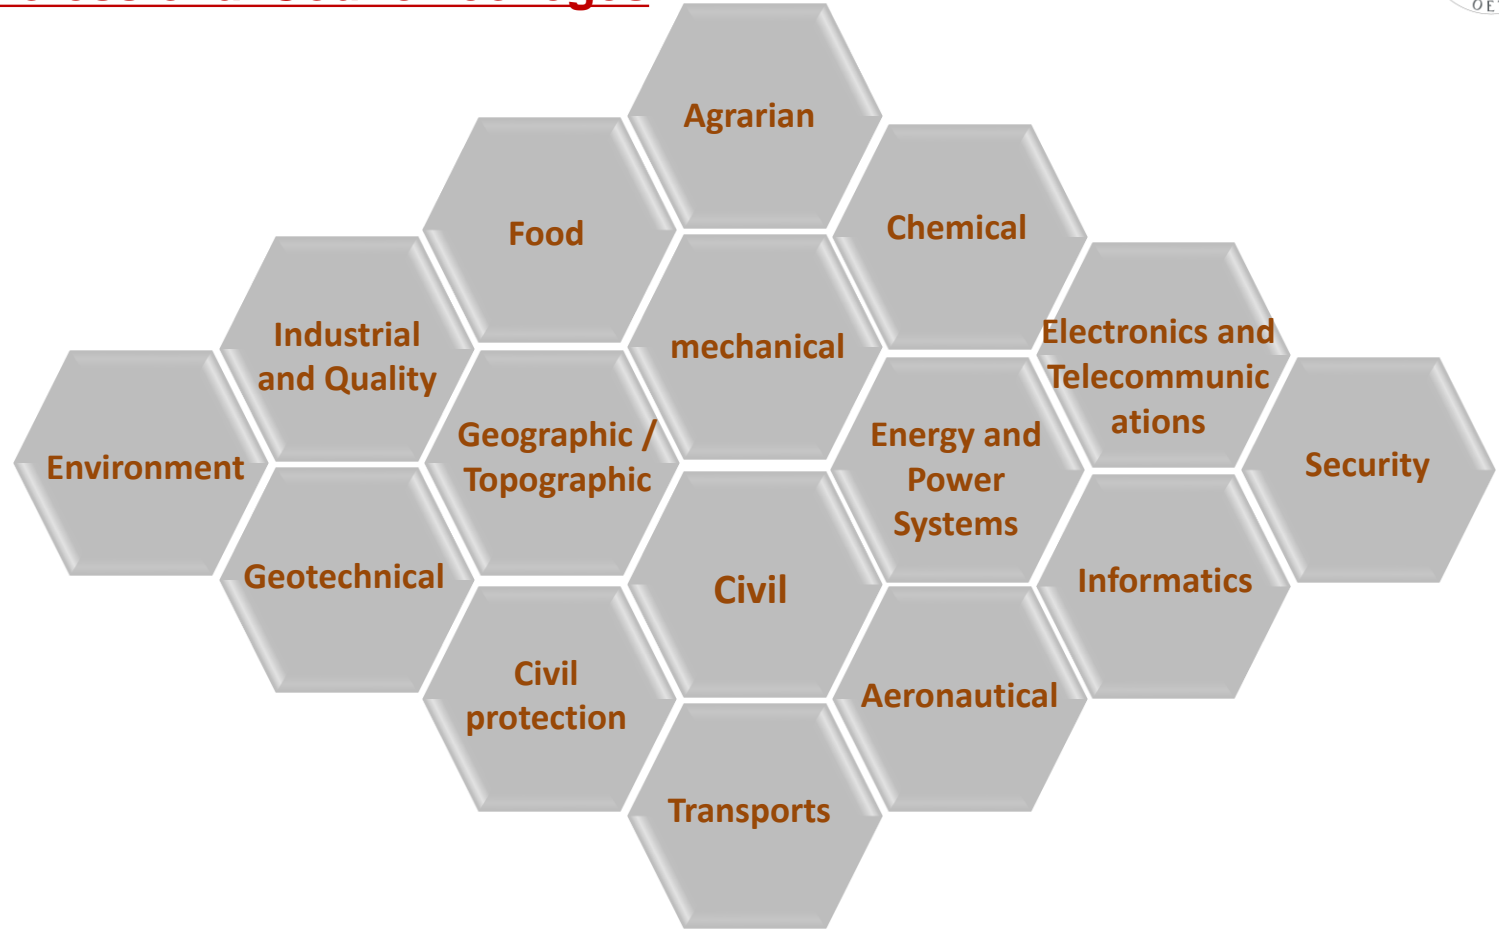 Agrarian
Food
Chemical
Industrial
and Quality
mechanical
Electronics and
Telecommunic
ations
Environment
Geographic /
Topographic
Energy and
Power
Systems
Security
Geotechnical
Civil
Informatics
Civil
protection
Aeronautical
Transports